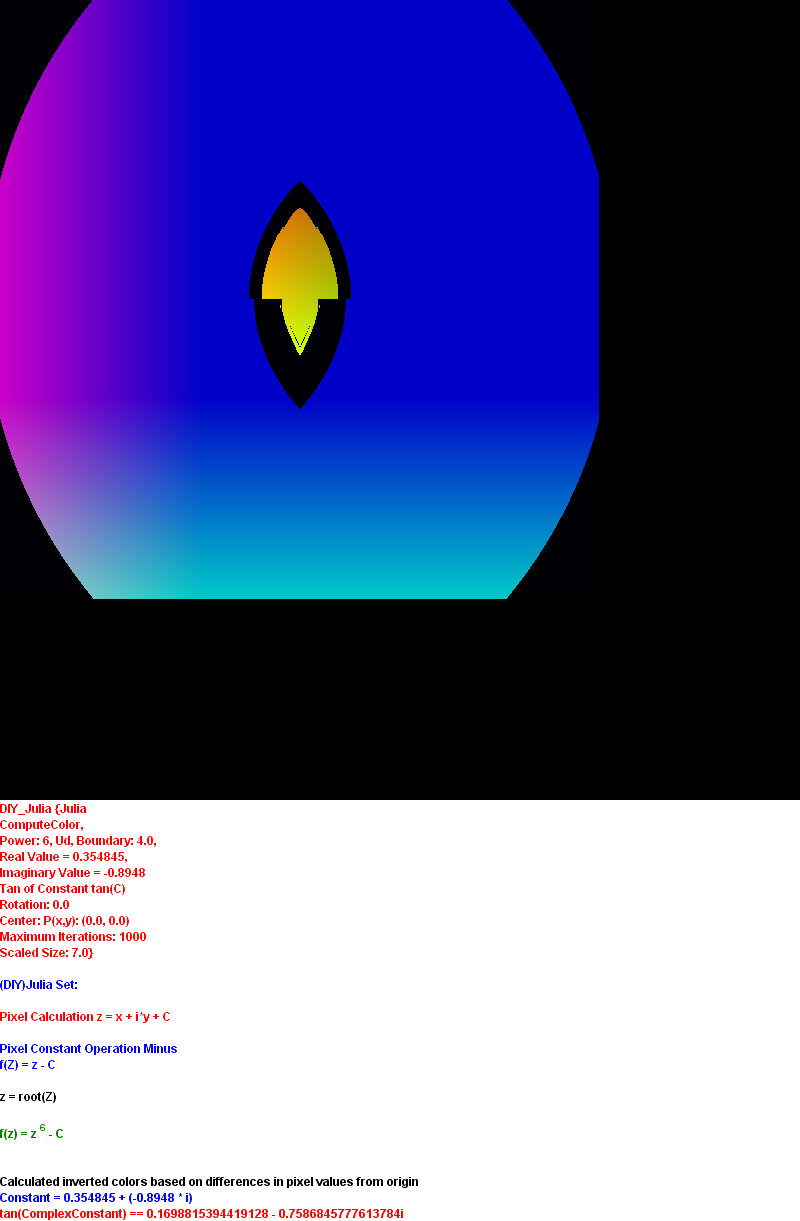 DIY_Julia {Julia
ComputeColor,
Power: 6, Ud, Boundary: 4.0,
Real Value = 0.354845,
Imaginary Value = -0.8948
Tan of Constant tan(C)
Rotation: 0.0
Center: P(x,y): (0.0, 0.0)
Maximum Iterations: 1000
Scaled Size: 7.0}
(DIY)Julia Set:
Pixel Calculation z = x + i*y + C
Pixel Constant Operation Minus
f(Z) = z - C
z = root(Z)
f(z) = z ^6 - C
Calculated inverted colors based on differences in pixel values from origin
Constant = 0.354845 + (-0.8948 * i)
tan(ComplexConstant) == 0.1698815394419128 - 0.7586845777613784i